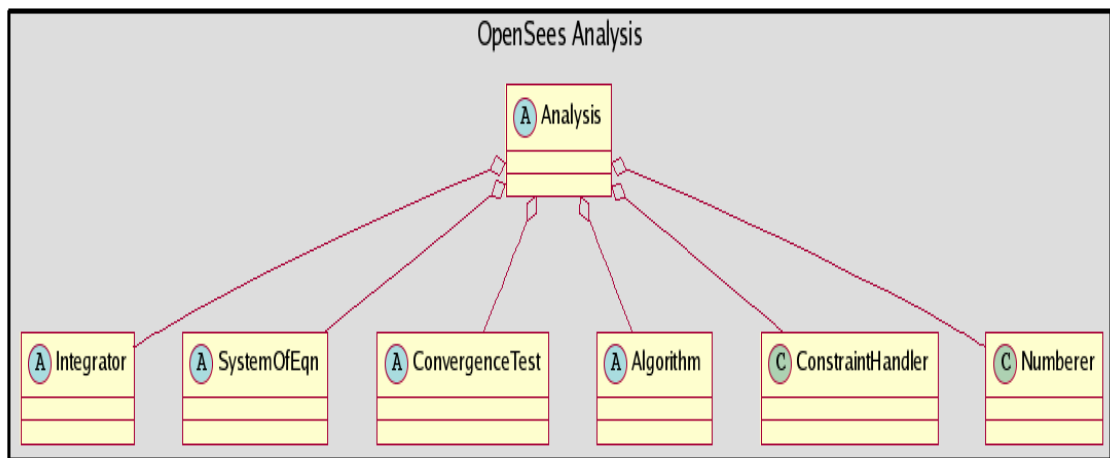 OpenSees Analysis
A Analysis
A Integrator
A SystemOfEqn
A ConvergenceTest
A Algorithm
C ConstraintHandler
C Numberer